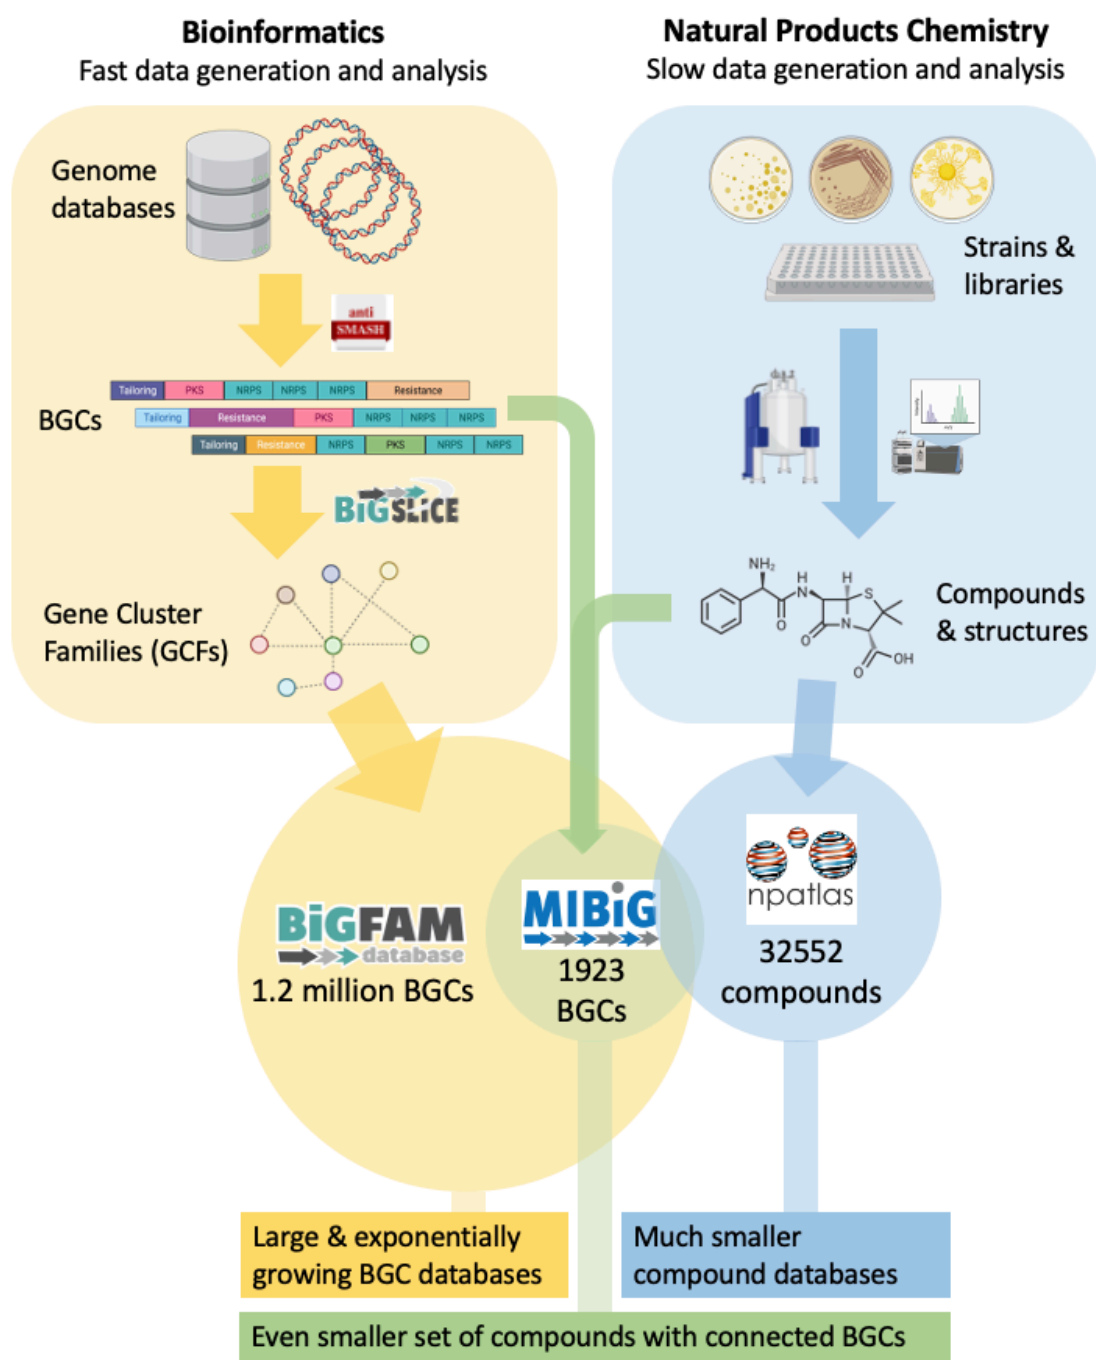 Bioinformatics
Fast data generation and analysis
Natural Products Chemistry
Slow data generation and analysis
Genome
databases
anti
SMASH
BGCs
Tailoring PKS NRPS NRPS NRPS Resistance
Tailoring Resistance PKS NRPS NRPS NRPS
Tailoring Resistance NRPS PKS NRPS NRPS
BiGSLiCE
Gene Cluster
Families (GCFs)
Strains &
libraries
Compounds
& structures
NH₂
H
N
H
S
O
O
N
O
OH
BiGFAM
database
1.2 million BGCs
MIBiG
1923
BGCs
npatlas
32552
compounds
Large & exponentially
growing BGC databases
Much smaller
compound databases
Even smaller set of compounds with connected BGCs